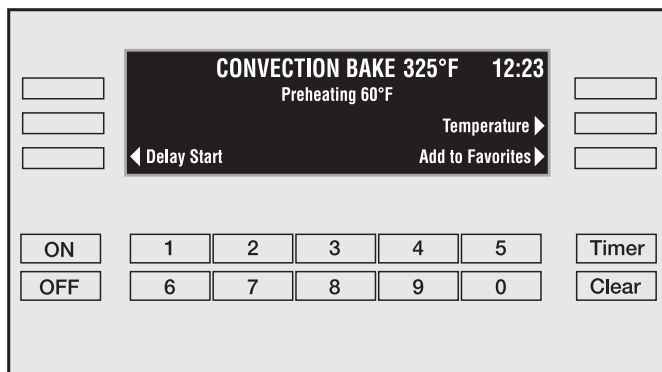 CONVECTION BAKE 325°F 12:23
Preheating 60°F
Temperature
Delay Start Add to Favorites
ON 1 2 3 4 5 Timer
OFF 6 7 8 9 0 Clear